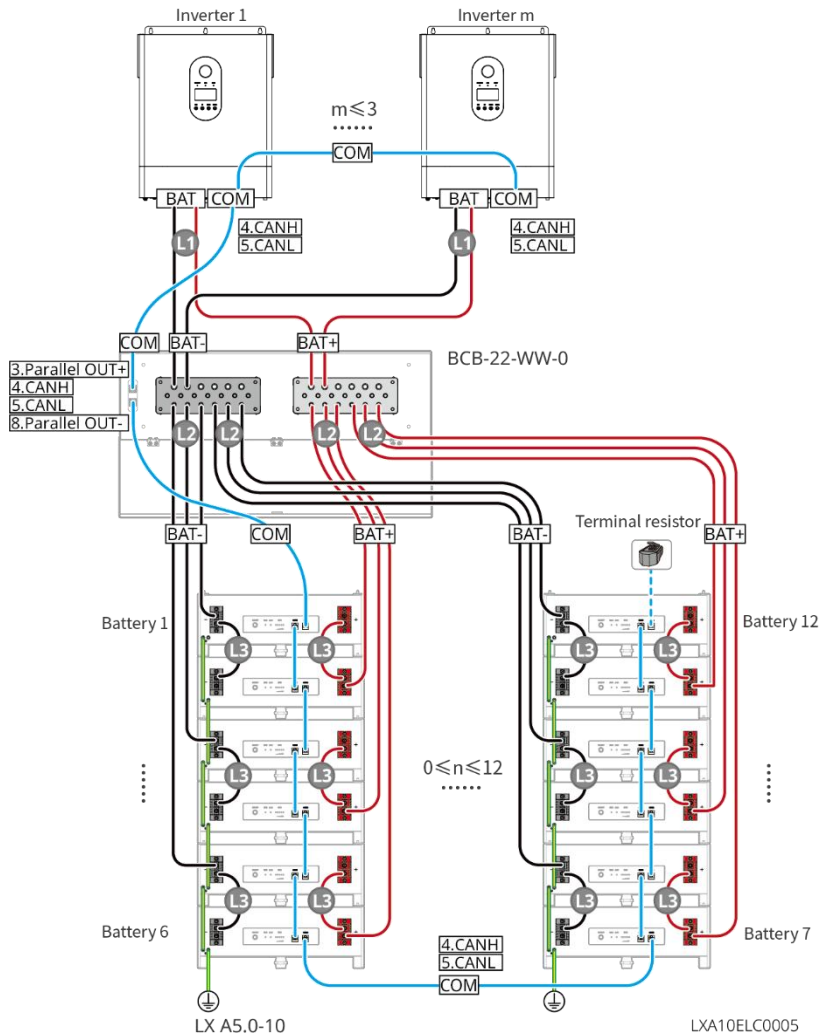 Inverter 1
Inverter m
m≤3
......
COM
BAT
COM
BAT
COM
4.CANH
5.CANL
4.CANH
5.CANL
L1
L1
COM
BAT-
BAT+
BCB-22-WW-0
3.Parallel OUT+
4.CANH
5.CANL
8.Parallel OUT-
L2
L2
L2
L2
BAT-
COM
BAT+
BAT-
Terminal resistor
BAT+
Battery 1
Battery 12
L3
L3
L3
L3
0≤n≤12
......
L3
L3
L3
L3
L3
L3
L3
L3
Battery 6
Battery 7
4.CANH
5.CANL
COM
LX A5.0-10
LXA10ELC0005